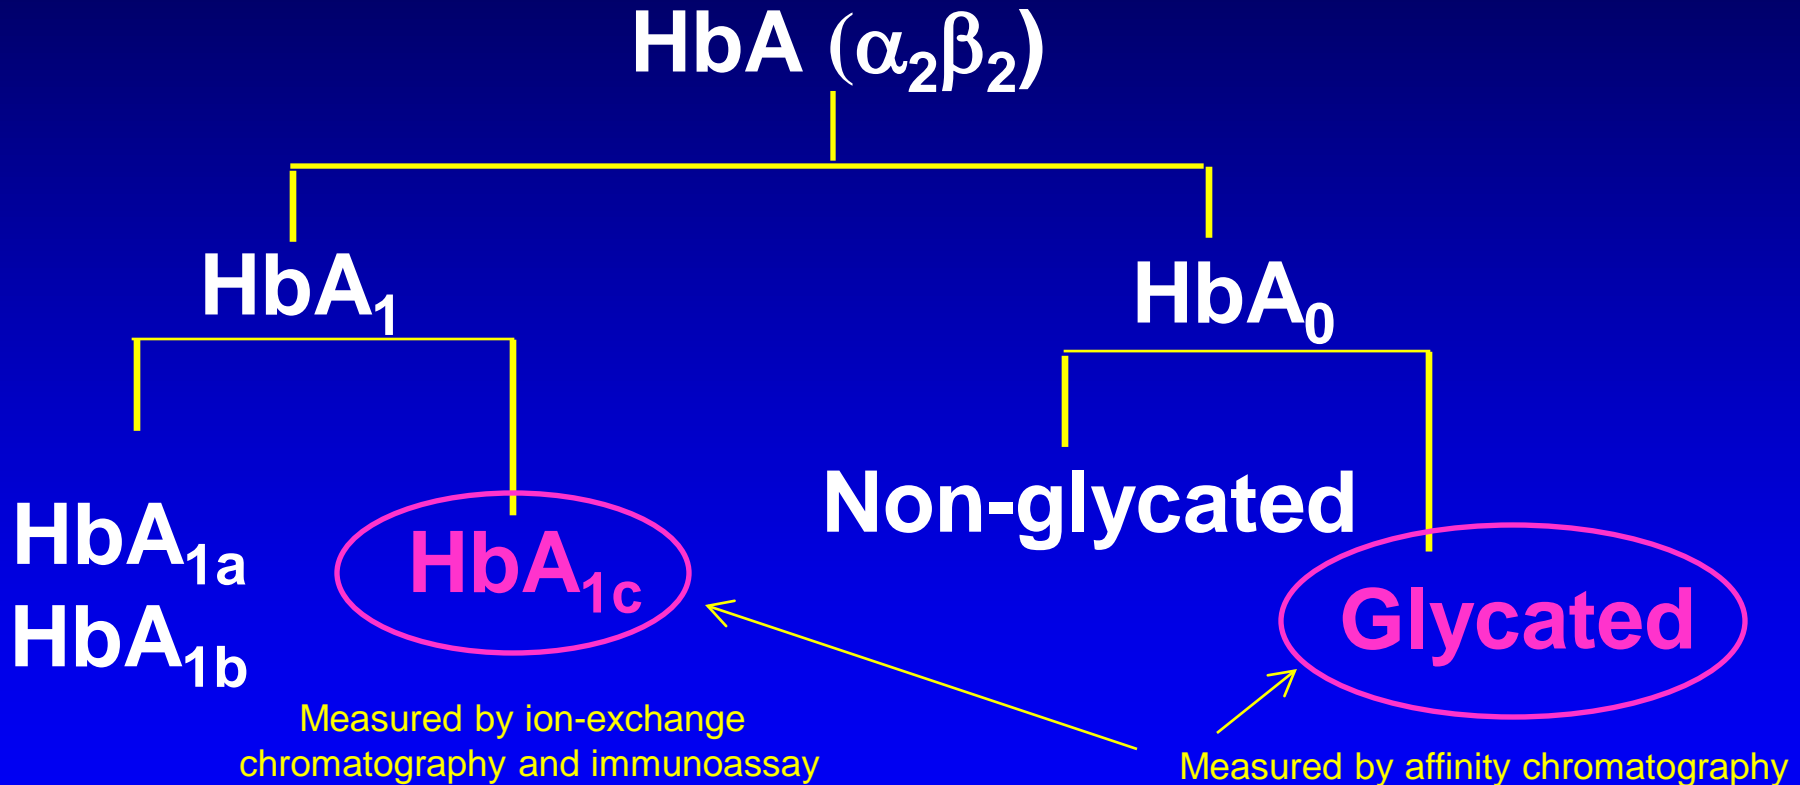 HbA (α₂β₂)
HbA₁
HbA₀
Non-glycated
HbA₁ₐ
HbA₁c
Glycated
HbA₁b
Measured by ion-exchange
chromatography and immunoassay
Measured by affinity chromatography